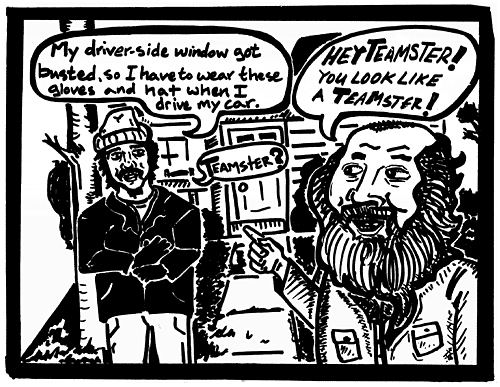 My driver-side window got
busted, so I have to wear these
gloves and hat when I
drive my car.
HEY TEAMSTER!
YOU LOOK LIKE
A TEAMSTER!
TEAMSTER?